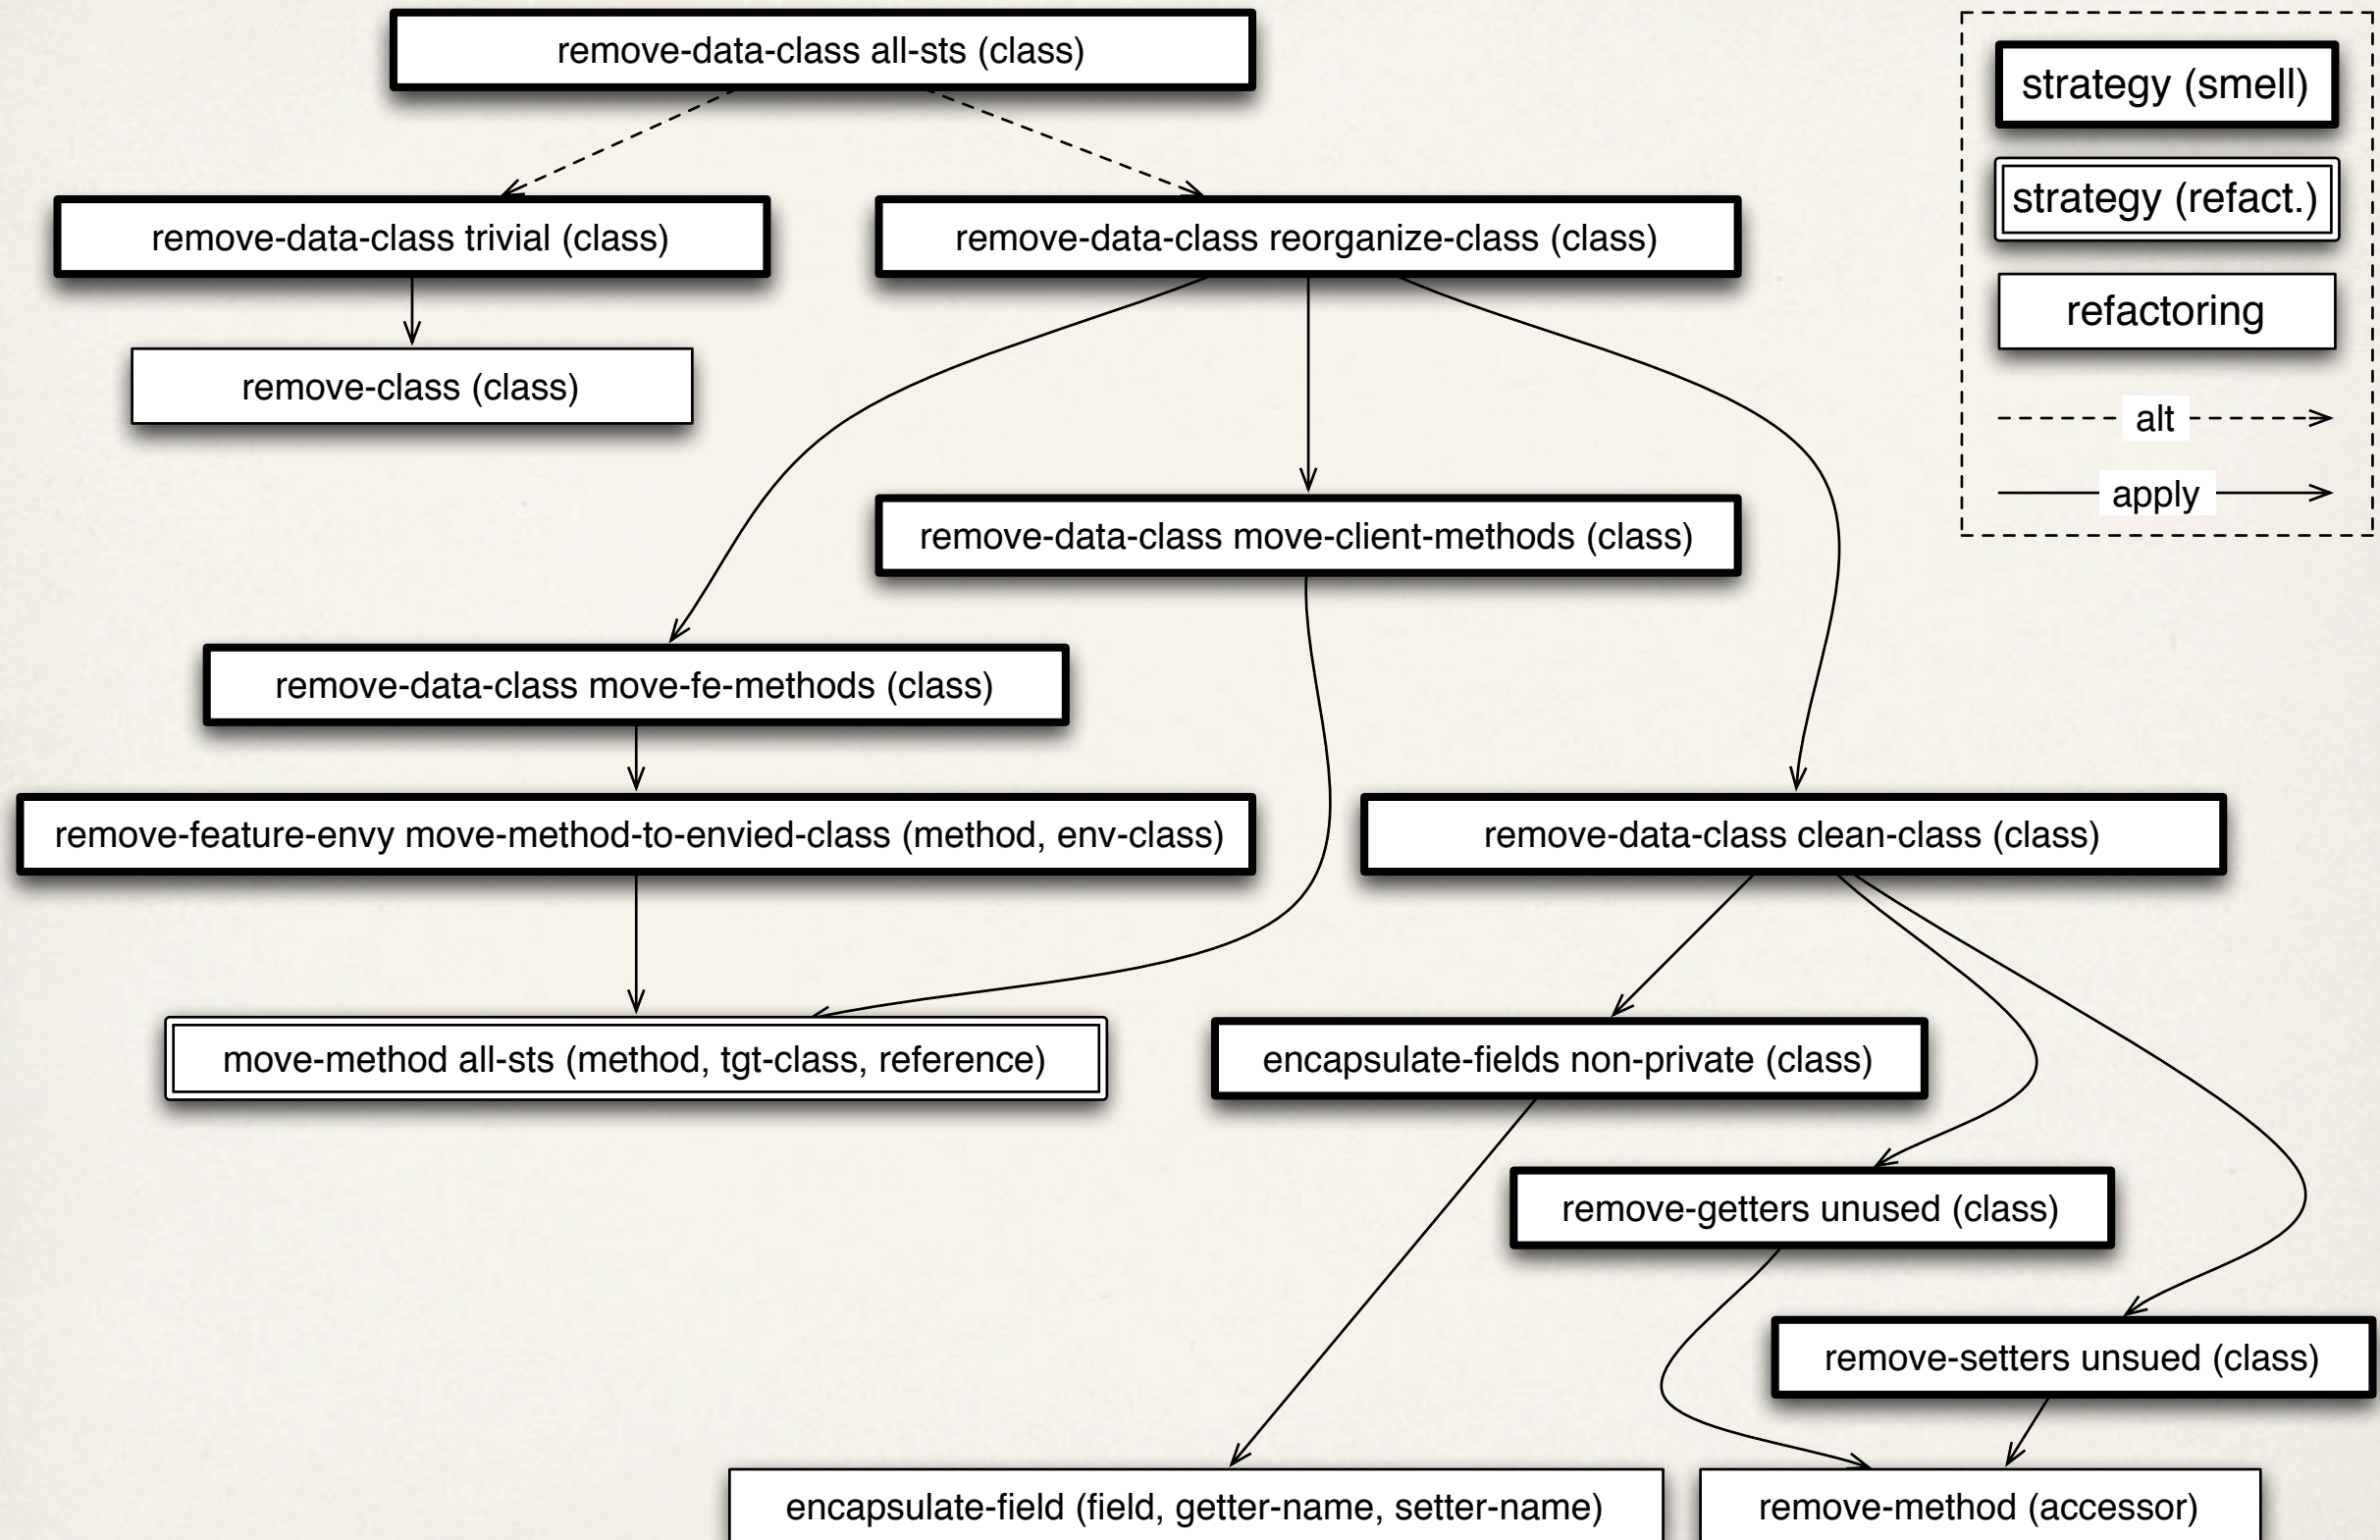 remove-data-class all-sts (class)
strategy (smell)
strategy (refact.)
refactoring
alt
apply
remove-data-class trivial (class)
remove-data-class reorganize-class (class)
remove-class (class)
remove-data-class move-client-methods (class)
remove-data-class move-fe-methods (class)
remove-feature-envy move-method-to-envied-class (method, env-class)
remove-data-class clean-class (class)
move-method all-sts (method, tgt-class, reference)
encapsulate-fields non-private (class)
remove-getters unused (class)
remove-setters unsued (class)
encapsulate-field (field, getter-name, setter-name)
remove-method (accessor)